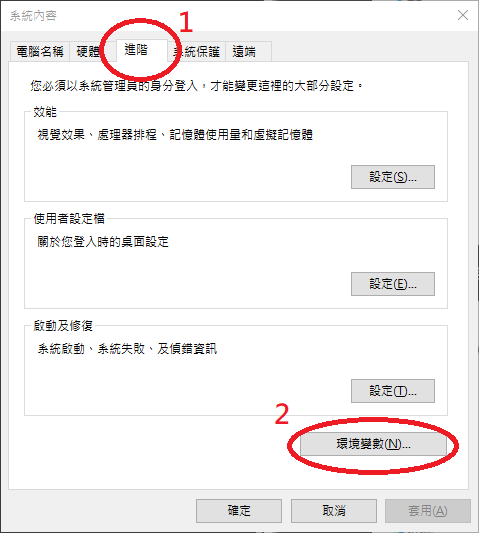 系統內容
1
電腦名稱 硬體 進階 系統保護 遠端
您必須以系統管理員的身分登入，才能變更這裡的大部分設定。
效能
視覺效果、處理器排程、記憶體使用量和虛擬記憶體
設定(S)...
使用者設定檔
關於您登入時的桌面設定
設定(E)...
啟動及修復
系統啟動、系統失敗、及偵錯資訊
設定(T)...
2
環境變數(N)...
確定 取消 套用(A)